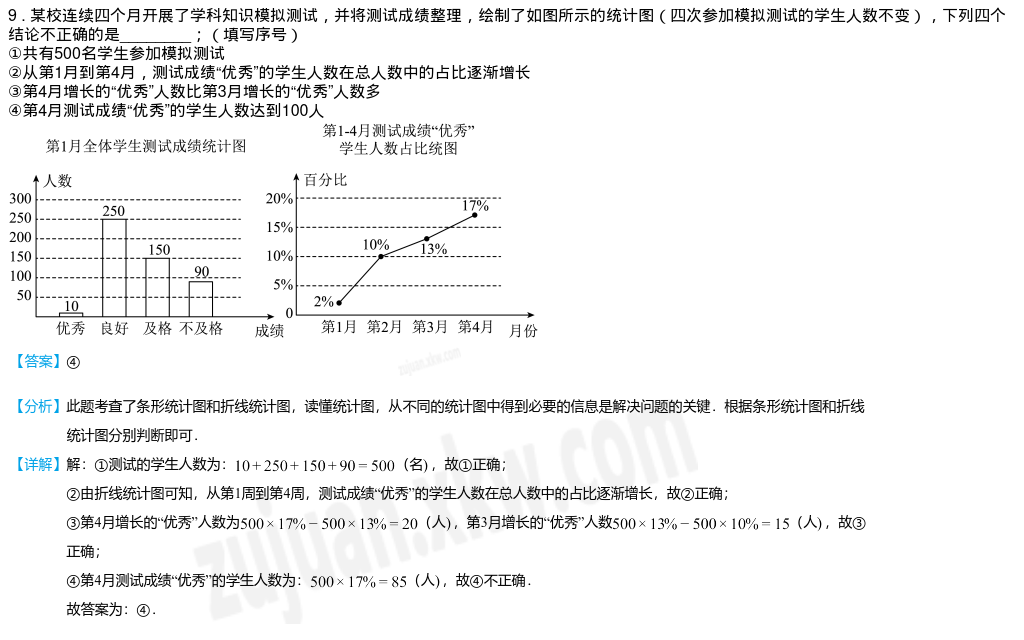 9．某校连续四个月开展了学科知识模拟测试，并将测试成绩整理，绘制了如图所示的统计图（四次参加模拟测试的学生人数不变），下列四个
结论不正确的是________；（填写序号）
①共有500名学生参加模拟测试
②从第1月到第4月，测试成绩“优秀”的学生人数在总人数中的占比逐渐增长
③第4月增长的“优秀”人数比第3月增长的“优秀”人数多
④第4月测试成绩“优秀”的学生人数达到100人
第1月全体学生测试成绩统计图
人数
300
250
200
150
100
50
10
250
150
90
优秀 良好 及格 不及格
成绩
第1-4月测试成绩“优秀”
学生人数占比统图
百分比
20%
15%
10%
5%
0
2%
10%
13%
17%
第1月 第2月 第3月 第4月
月份
zujuan.xkw.com
【答案】④
【分析】此题考查了条形统计图和折线统计图，读懂统计图，从不同的统计图中得到必要的信息是解决问题的关键．根据条形统计图和折线
统计图分别判断即可．
【详解】解：①测试的学生人数为：10+250+150+90=500（名），故①正确；
②由折线统计图可知，从第1周到第4周，测试成绩“优秀”的学生人数在总人数中的占比逐渐增长，故②正确；
③第4月增长的“优秀”人数为500×17%−500×13%=20（人），第3月增长的“优秀”人数500×13%−500×10%=15（人），故③
正确；
④第4月测试成绩“优秀”的学生人数为：500×17%=85（人），故④不正确．
故答案为：④．
zujuan.xkw.com